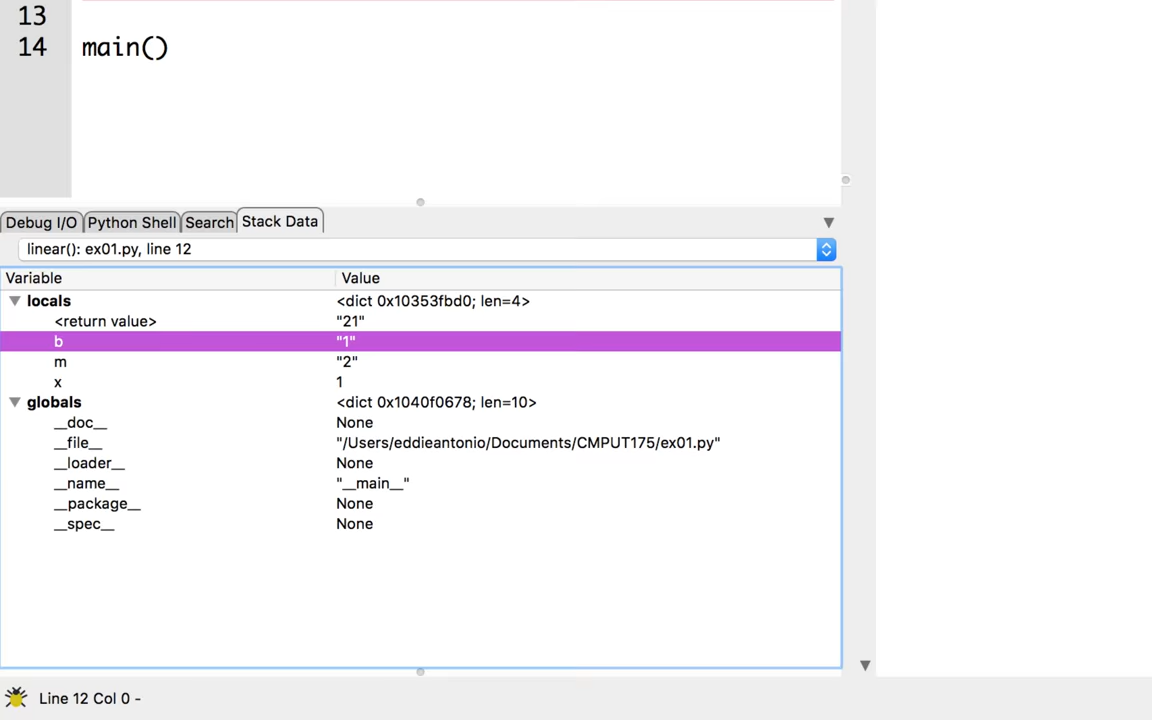 13
14 main()
Debug I/O Python Shell Search Stack Data
linear(): ex01.py, line 12
Variable Value
locals <dict 0x10353fbd0; len=4>
<return value> "21"
b "1"
m "2"
x 1
globals <dict 0x1040f0678; len=10>
__doc__ None
__file__ "/Users/eddieantonio/Documents/CMPUT175/ex01.py"
__loader__ None
__name__ "__main__"
__package__ None
__spec__ None
Line 12 Col 0 -